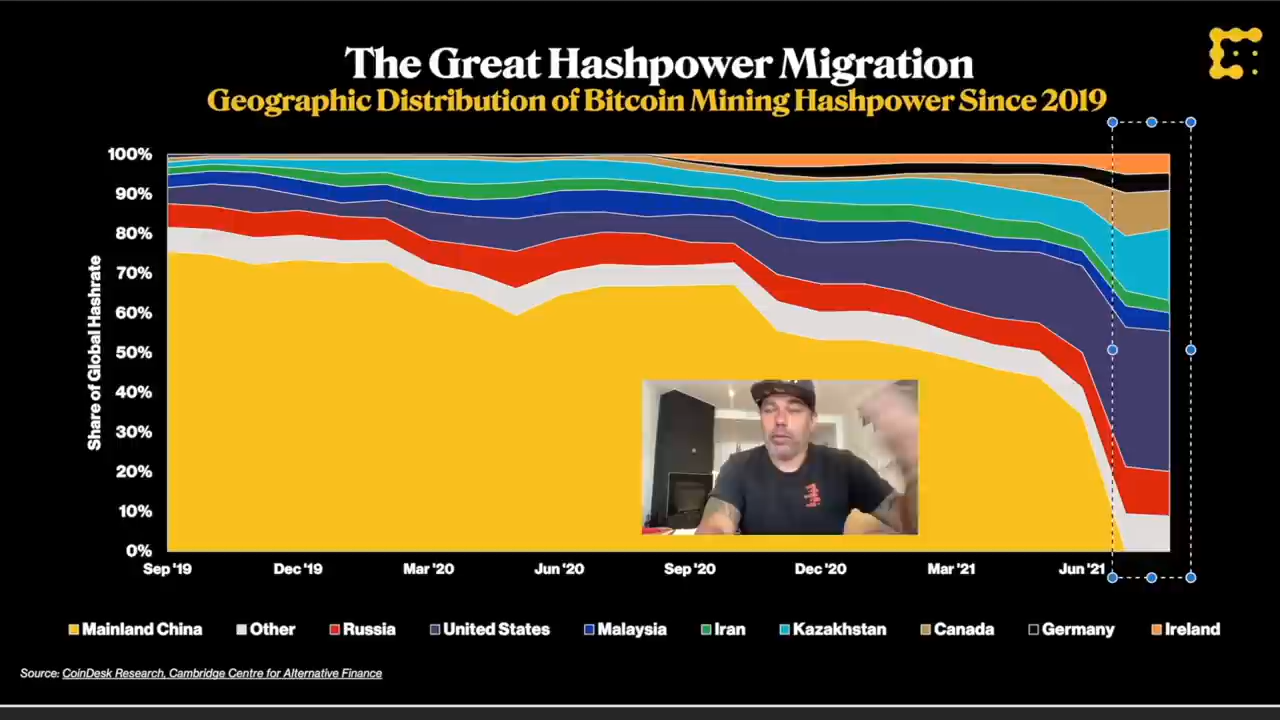 The Great Hashpower Migration
Geographic Distribution of Bitcoin Mining Hashpower Since 2019
Share of Global Hashrate
100%
90%
80%
70%
60%
50%
40%
30%
20%
10%
0%
Sep '19 Dec '19 Mar '20 Jun '20 Sep '20 Dec '20 Mar '21 Jun '21
Mainland China Other Russia United States Malaysia Iran Kazakhstan Canada Germany Ireland
Source: CoinDesk Research, Cambridge Centre for Alternative Finance